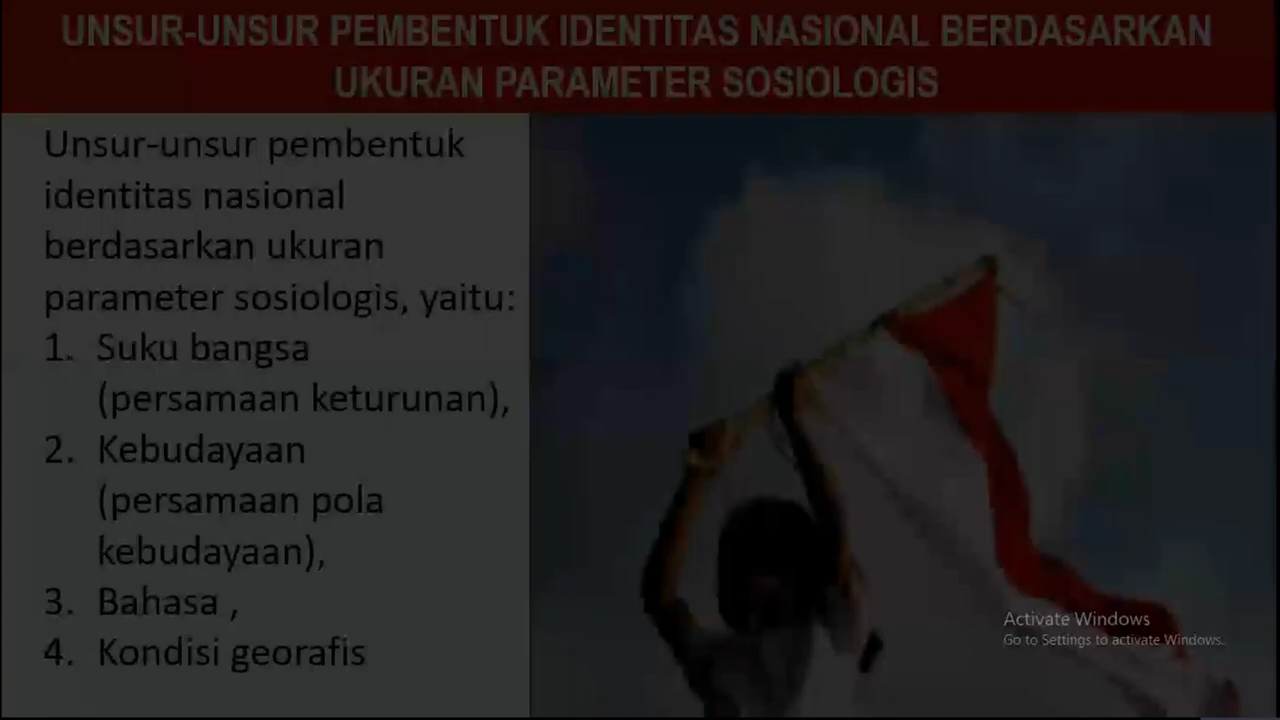 UNSUR-UNSUR PEMBENTUK IDENTITAS NASIONAL BERDASARKAN
UKURAN PARAMETER SOSIOLOGIS
Unsur-unsur pembentuk
identitas nasional
berdasarkan ukuran
parameter sosiologis, yaitu:
1. Suku bangsa
(persamaan keturunan),
2. Kebudayaan
(persamaan pola
kebudayaan),
3. Bahasa ,
4. Kondisi georafis
Activate Windows
Go to Settings to activate Windows.